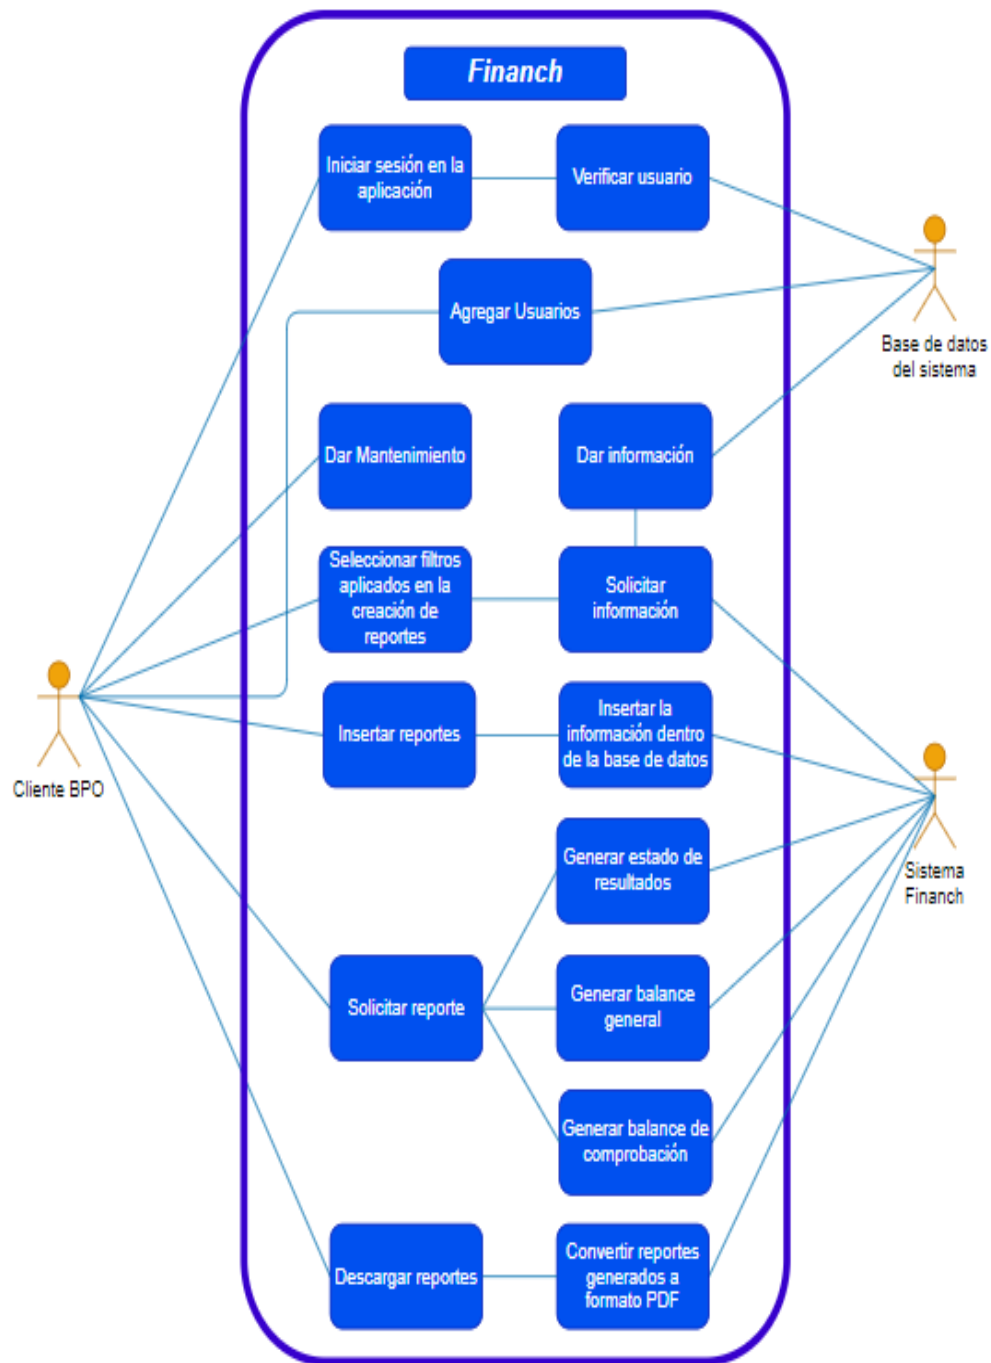 Financh
Iniciar sesión en la
aplicación
Verificar usuario
Agregar Usuarios
Base de datos
del sistema
Dar Mantenimiento
Dar información
Seleccionar filtros
aplicados en la
creación de
reportes
Solicitar
información
Insertar reportes
Insertar la
información dentro
de la base de datos
Cliente BPO
Generar estado de
resultados
Sistema
Financh
Solicitar reporte
Generar balance
general
Generar balance de
comprobación
Descargar reportes
Convertir reportes
generados a
formato PDF